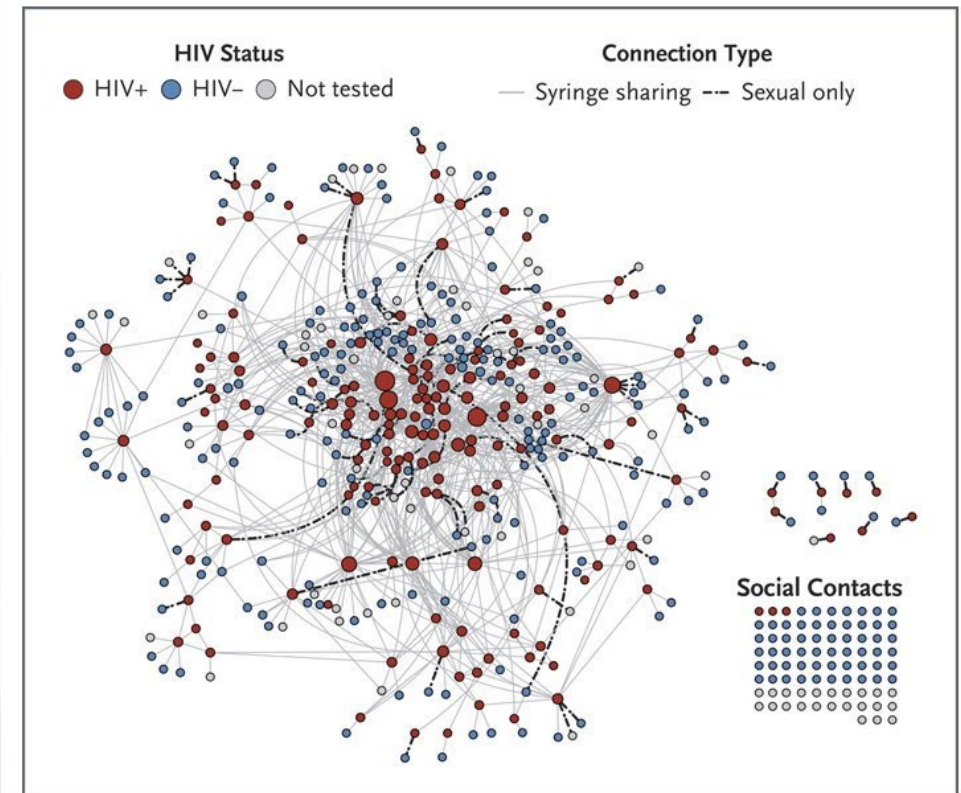 HIV Status
HIV+ HIV– Not tested
Connection Type
Syringe sharing Sexual only
Social Contacts